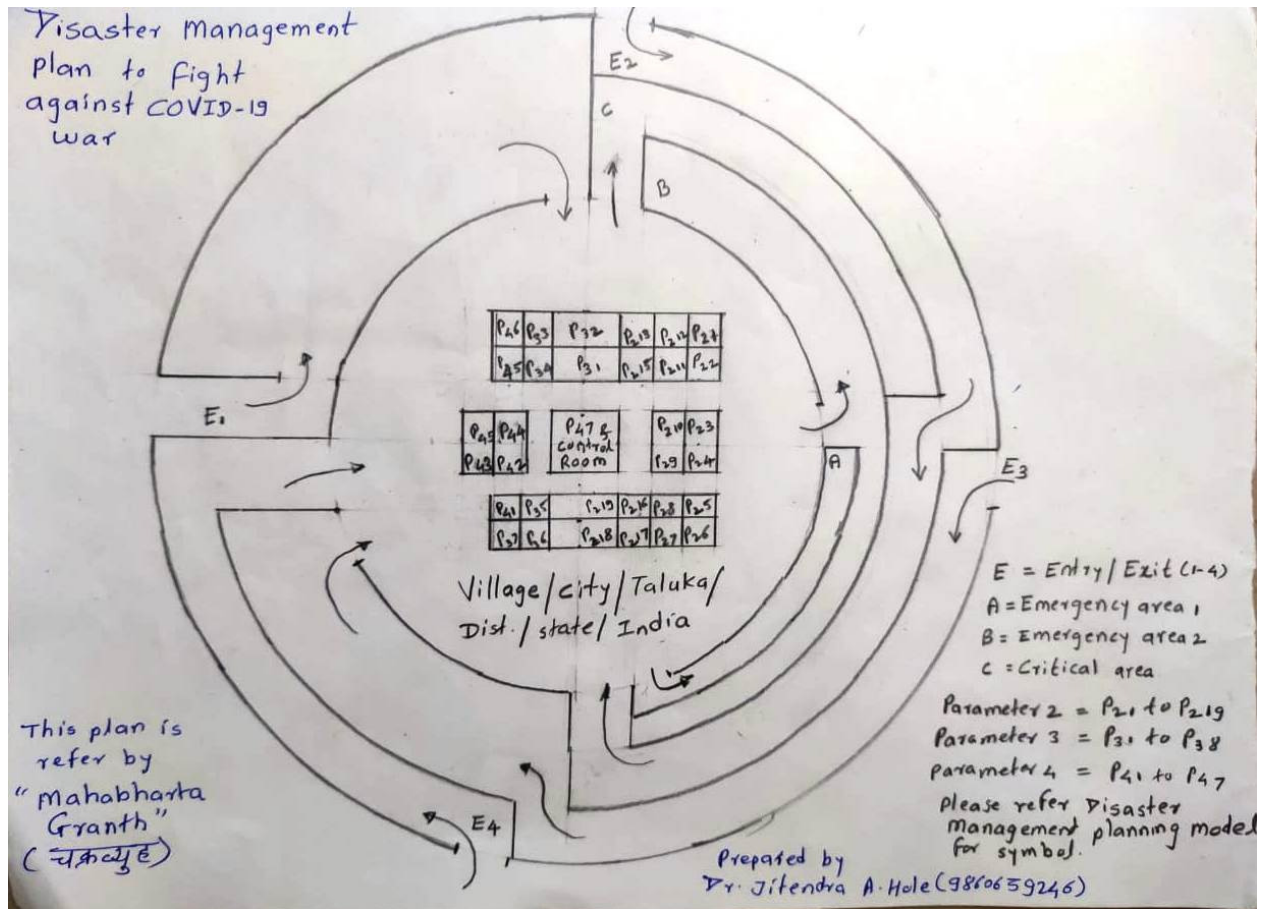 Disaster Management
plan to fight
against COVID-19
war
E2
C
B
P46 P33 P32 P213 P212 P27
P45 P34 P31 P215 P211 P22
E1
P45 P44 P47 & P210 P23
control
P43 P42 Room P29 P24
A
E3
P41 P35 P219 P216 P28 P25
P37 P36 P218 P217 P27 P26
Village/city/Taluka/
Dist./state/India
E = Entry/Exit (1-4)
A = Emergency area 1
B = Emergency area 2
C = Critical area
Parameter 2 = P21 to P219
Parameter 3 = P31 to P38
Parameter 4 = P41 to P47
please refer Disaster
management planning model
for symbol.
This plan is
refer by
"Mahabharta
Granth"
(चक्रव्युह)
E4
Prepared by
Dr. Jitendra A. Hole (9860659246)